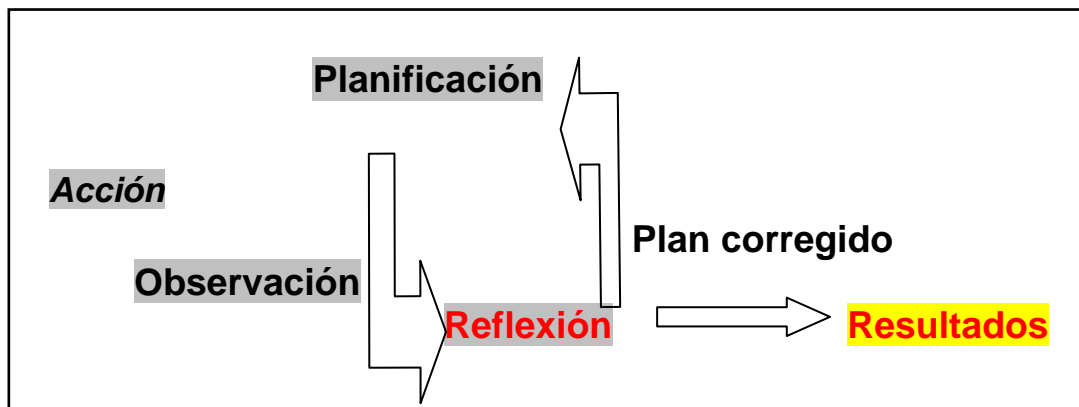 Planificación
Acción
Plan corregido
Observación
Reflexión
Resultados